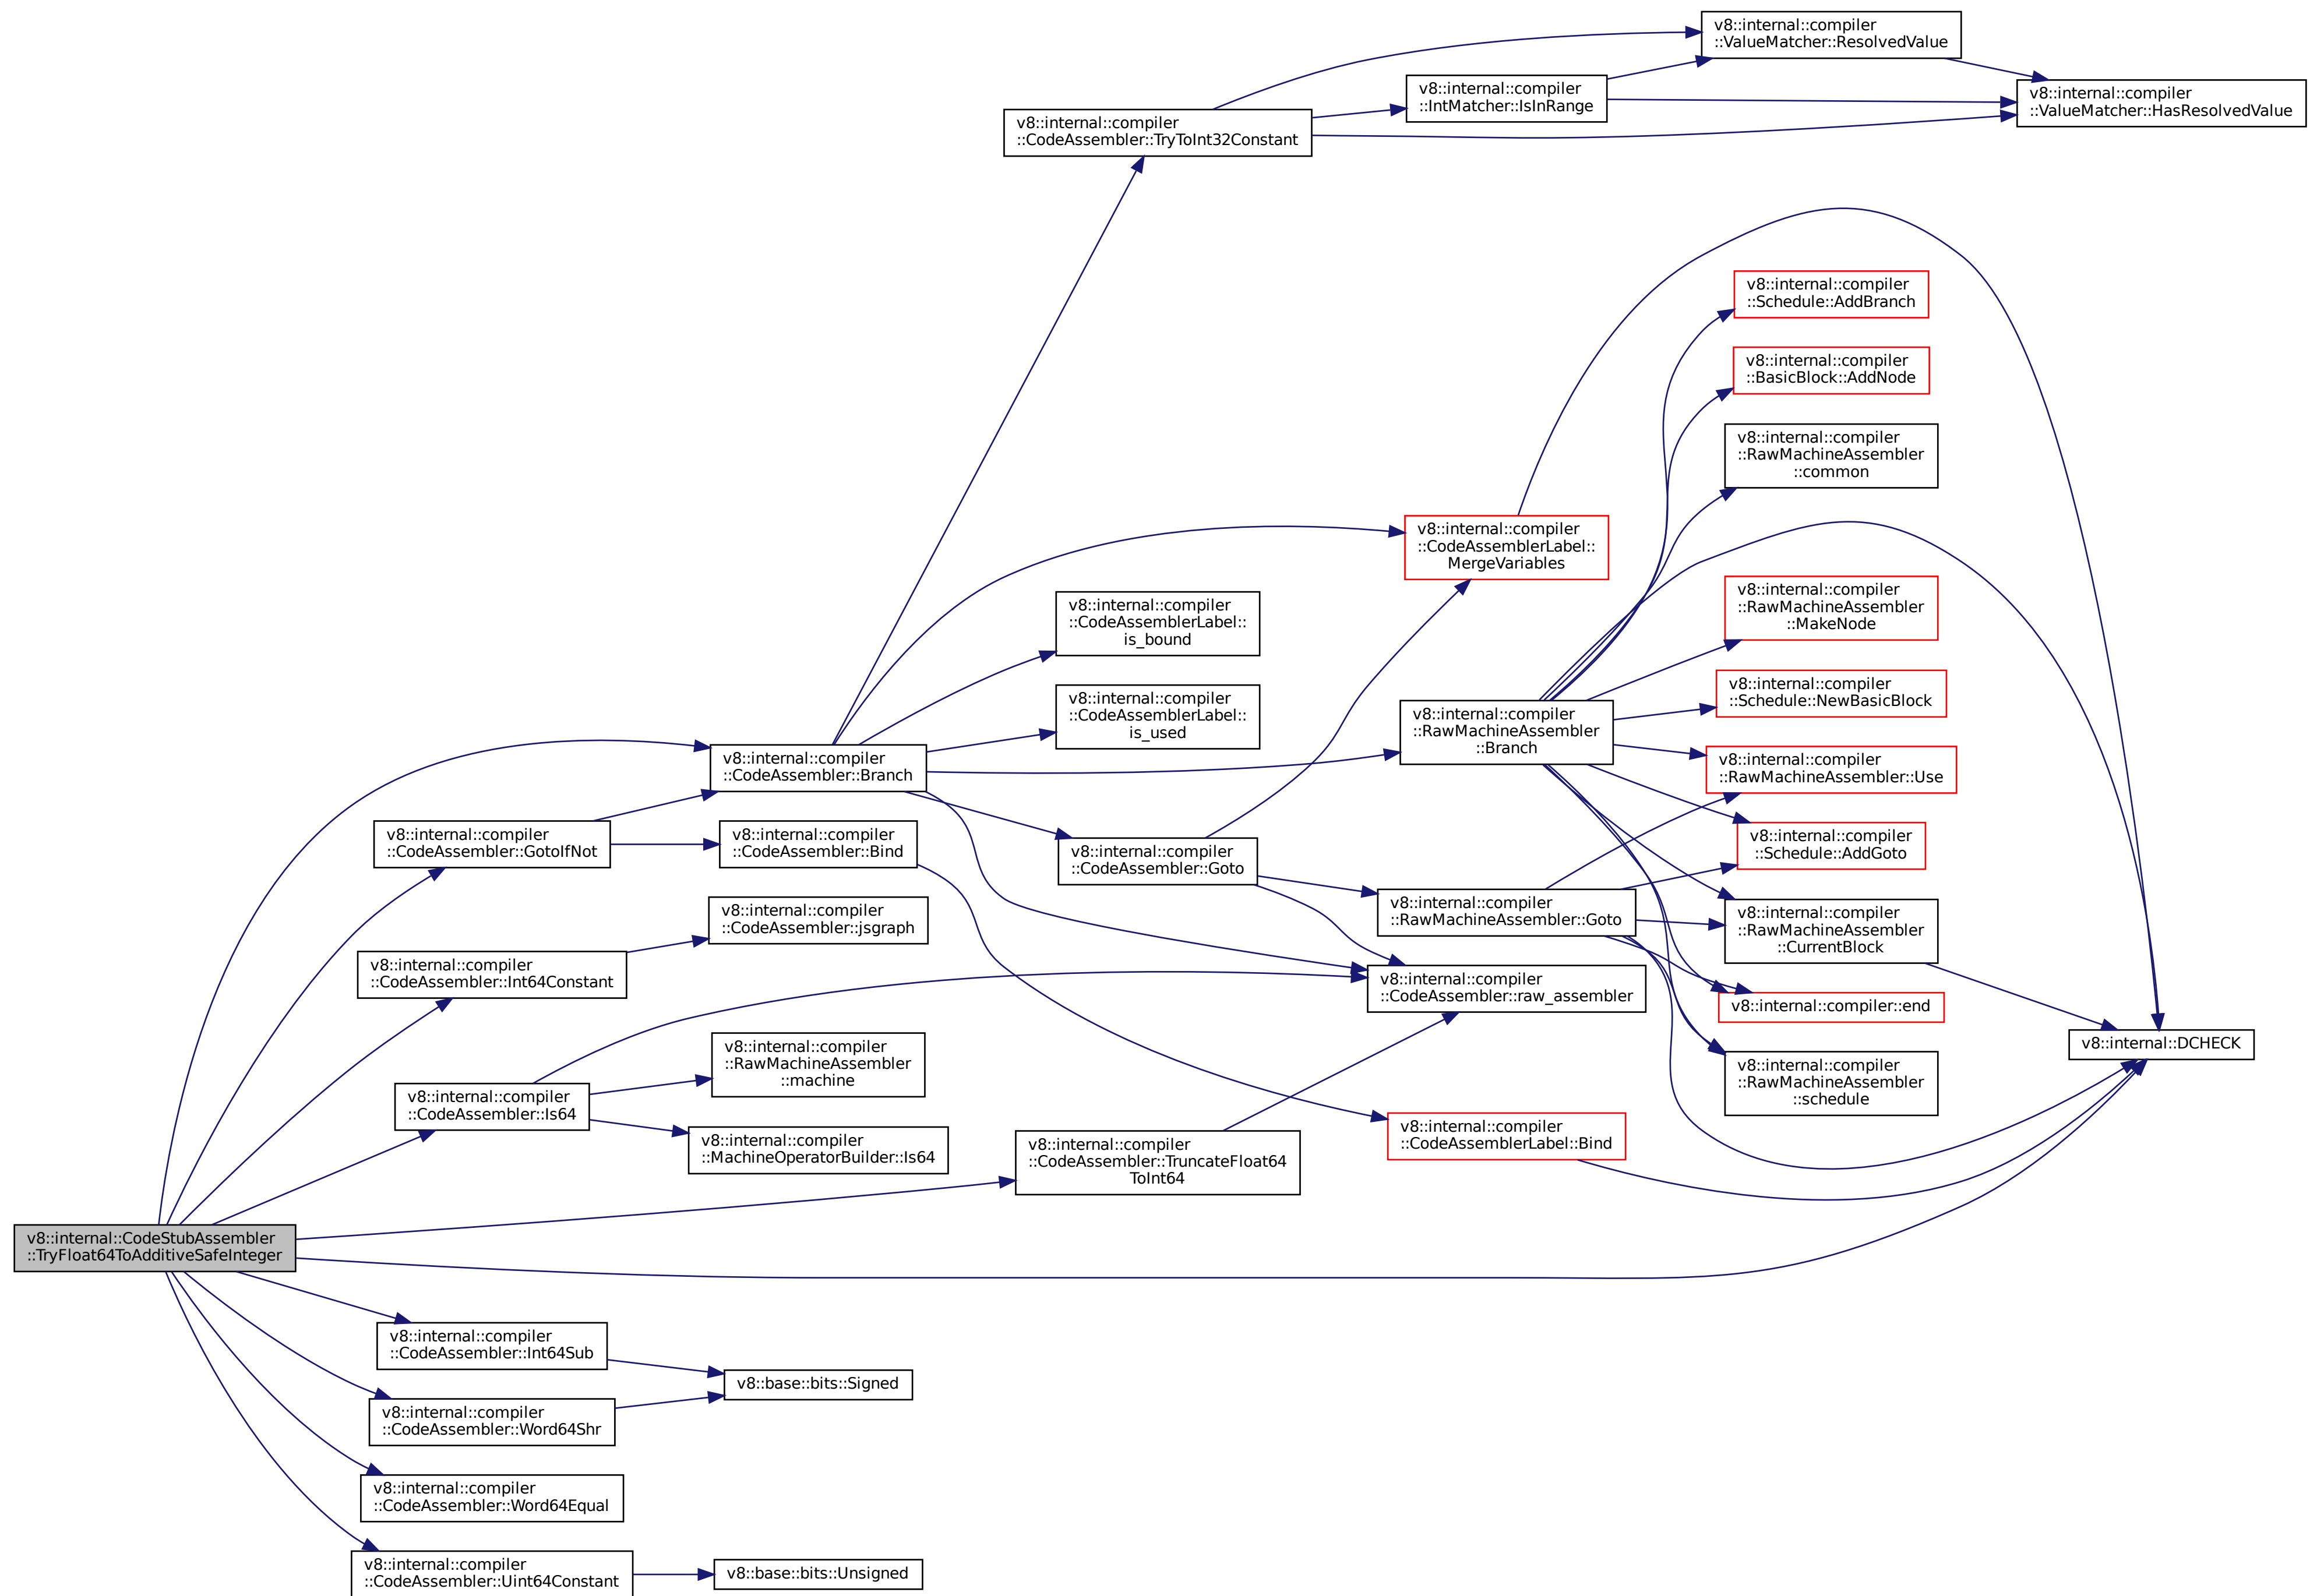 v8::internal::compiler
::ValueMatcher::ResolvedValue
v8::internal::compiler
::IntMatcher::IsInRange
v8::internal::compiler
::ValueMatcher::HasResolvedValue
v8::internal::compiler
::CodeAssembler::TryToInt32Constant
v8::internal::compiler
::Schedule::AddBranch
v8::internal::compiler
::BasicBlock::AddNode
v8::internal::compiler
::RawMachineAssembler
::common
v8::internal::compiler
::CodeAssemblerLabel::
MergeVariables
v8::internal::compiler
::RawMachineAssembler
::MakeNode
v8::internal::compiler
::CodeAssemblerLabel::
is_bound
v8::internal::compiler
::Schedule::NewBasicBlock
v8::internal::compiler
::CodeAssemblerLabel::
is_used
v8::internal::compiler
::RawMachineAssembler
::Branch
v8::internal::compiler
::CodeAssembler::Branch
v8::internal::compiler
::RawMachineAssembler::Use
v8::internal::compiler
::CodeAssembler::GotoIfNot
v8::internal::compiler
::CodeAssembler::Bind
v8::internal::compiler
::CodeAssembler::Goto
v8::internal::compiler
::Schedule::AddGoto
v8::internal::compiler
::CodeAssembler::jsgraph
v8::internal::compiler
::RawMachineAssembler::Goto
v8::internal::compiler
::RawMachineAssembler
::CurrentBlock
v8::internal::compiler
::CodeAssembler::Int64Constant
v8::internal::compiler
::CodeAssembler::raw_assembler
v8::internal::compiler::end
v8::internal::DCHECK
v8::internal::compiler
::RawMachineAssembler
::machine
v8::internal::compiler
::RawMachineAssembler
::schedule
v8::internal::compiler
::CodeAssembler::Is64
v8::internal::compiler
::MachineOperatorBuilder::Is64
v8::internal::compiler
::CodeAssembler::TruncateFloat64
ToInt64
v8::internal::compiler
::CodeAssemblerLabel::Bind
v8::internal::CodeStubAssembler
::TryFloat64ToAdditiveSafeInteger
v8::internal::compiler
::CodeAssembler::Int64Sub
v8::base::bits::Signed
v8::internal::compiler
::CodeAssembler::Word64Shr
v8::internal::compiler
::CodeAssembler::Word64Equal
v8::internal::compiler
::CodeAssembler::Uint64Constant
v8::base::bits::Unsigned